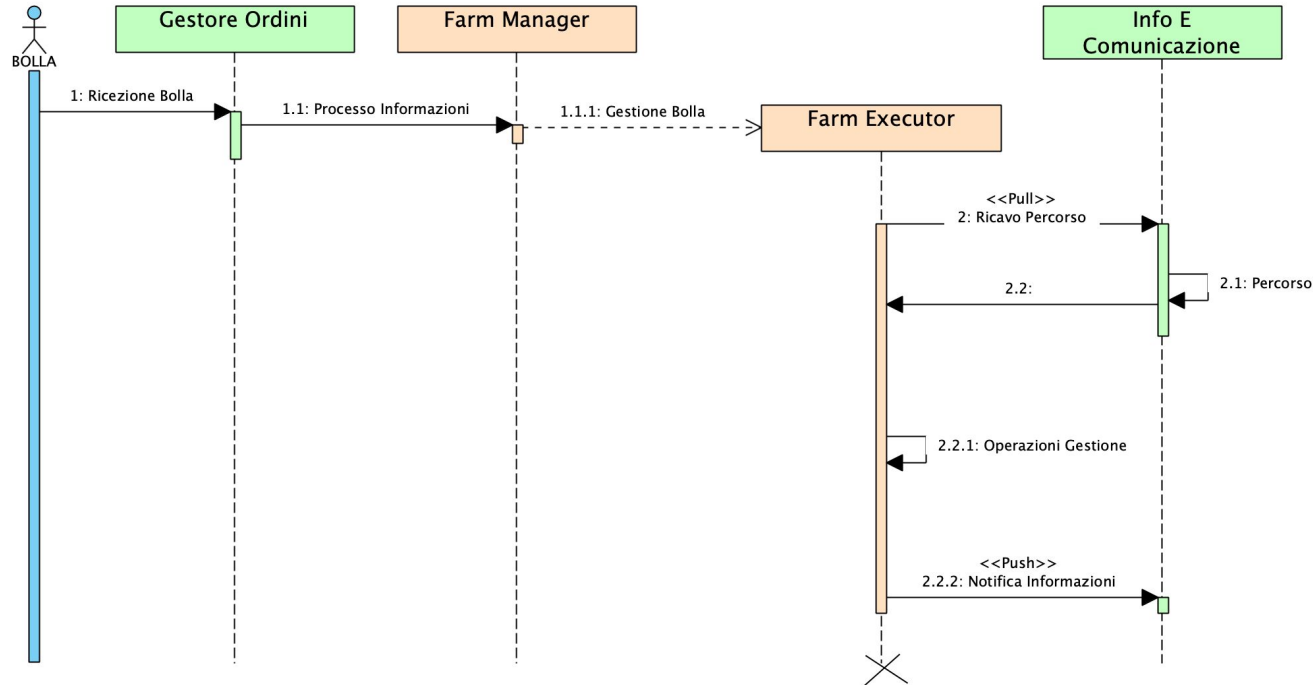 Gestore Ordini
Farm Manager
Info E
Comunicazione
BOLLA
1: Ricezione Bolla
1.1: Processo Informazioni
1.1.1: Gestione Bolla
Farm Executor
<<Pull>>
2: Ricavo Percorso
2.1: Percorso
2.2:
2.2.1: Operazioni Gestione
<<Push>>
2.2.2: Notifica Informazioni